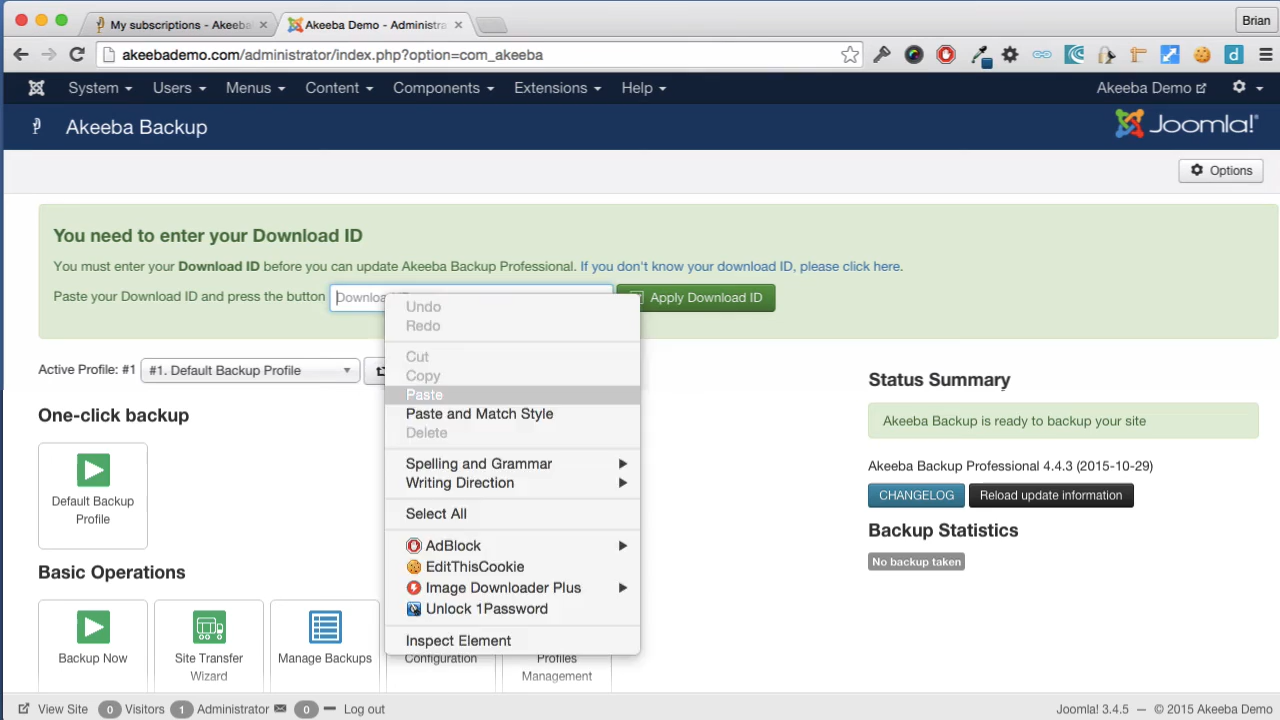 My subscriptions - Akeeba
Akeeba Demo - Administra
Brian
akeebademo.com/administrator/index.php?option=com_akeeba
System
Users
Menus
Content
Components
Extensions
Help
Akeeba Demo
Akeeba Backup
Joomla!
Options
You need to enter your Download ID
You must enter your Download ID before you can update Akeeba Backup Professional. If you don't know your download ID, please click here.
Paste your Download ID and press the button
Apply Download ID
Undo
Redo
Cut
Copy
Paste
Paste and Match Style
Delete
Spelling and Grammar
Writing Direction
Select All
AdBlock
EditThisCookie
Image Downloader Plus
Unlock 1Password
Inspect Element
Active Profile: #1
#1. Default Backup Profile
One-click backup
Default Backup
Profile
Basic Operations
Backup Now
Site Transfer
Wizard
Manage Backups
Configuration
Profiles
Management
Status Summary
Akeeba Backup is ready to backup your site
Akeeba Backup Professional 4.4.3 (2015-10-29)
CHANGELOG
Reload update information
Backup Statistics
No backup taken
View Site
0 Visitors
1 Administrator
0
Log out
Joomla! 3.4.5 — © 2015 Akeeba Demo